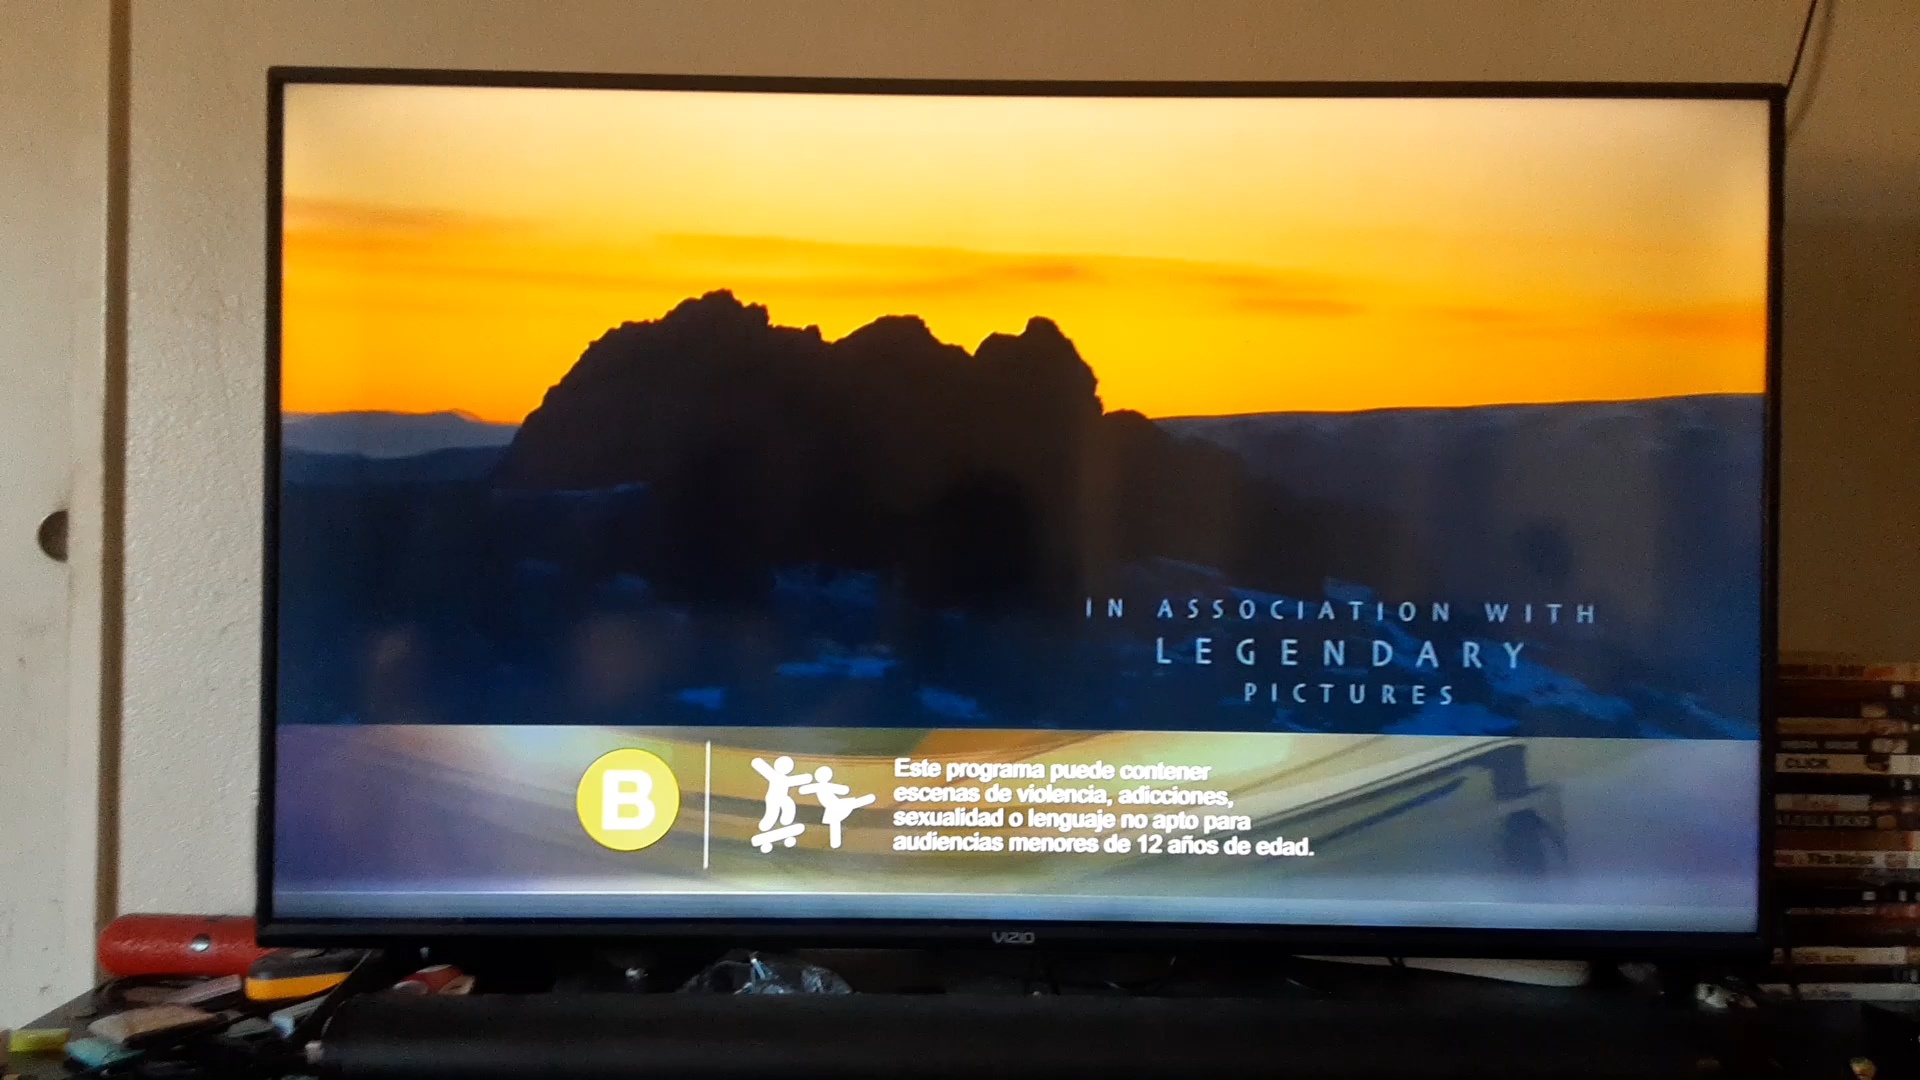 IN ASSOCIATION WITH
LEGENDARY
PICTURES
B
Este programa puede contener
escenas de violencia, adicciones,
sexualidad o lenguaje no apto para
audiencias menores de 12 años de edad.
VIZIO
CLICK